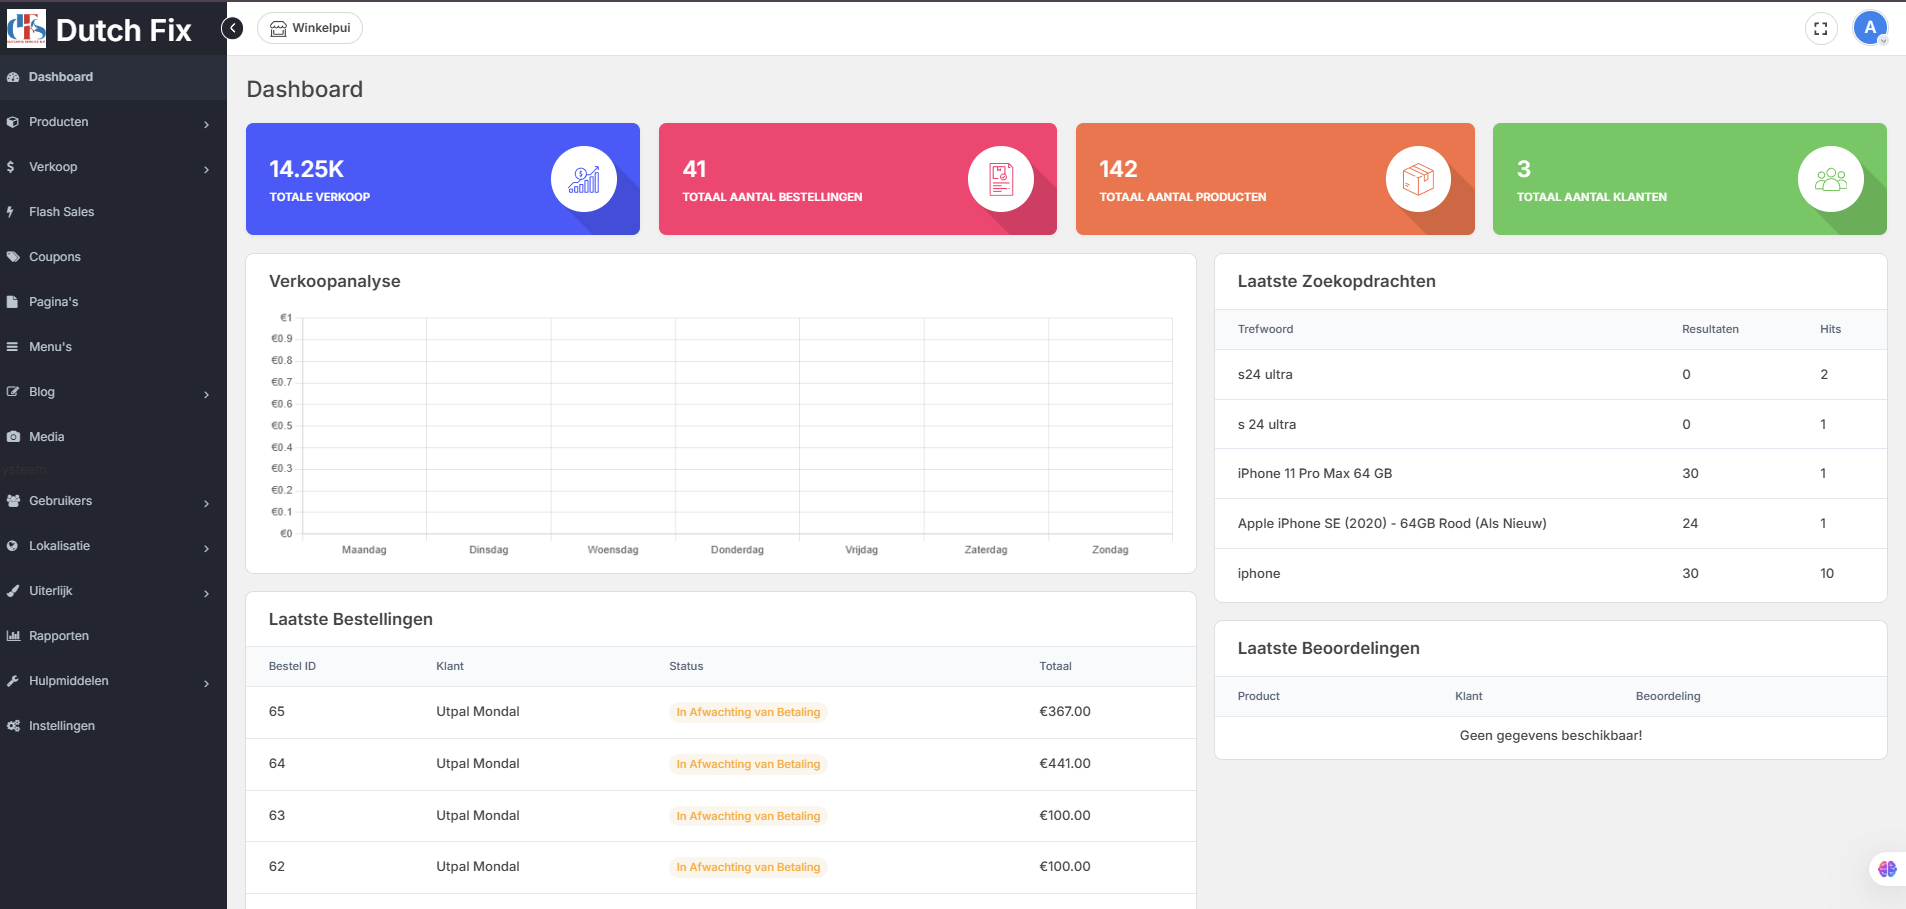 Dutch Fix
Winkelpui
A
Dashboard
Producten
Verkoop
Flash Sales
Coupons
Pagina's
Menu's
Blog
Media
ysteem
Gebruikers
Lokalisatie
Uiterlijk
Rapporten
Hulpmiddelen
Instellingen
Dashboard
14.25K
TOTALE VERKOOP
41
TOTAAL AANTAL BESTELLINGEN
142
TOTAAL AANTAL PRODUCTEN
3
TOTAAL AANTAL KLANTEN
Verkoopanalyse
€1
€0.9
€0.8
€0.7
€0.6
€0.5
€0.4
€0.3
€0.2
€0.1
€0
Maandag Dinsdag Woensdag Donderdag Vrijdag Zaterdag Zondag
Laatste Bestellingen
Bestel ID Klant Status Totaal
65 Utpal Mondal In Afwachting van Betaling €367.00
64 Utpal Mondal In Afwachting van Betaling €441.00
63 Utpal Mondal In Afwachting van Betaling €100.00
62 Utpal Mondal In Afwachting van Betaling €100.00
Laatste Zoekopdrachten
Trefwoord Resultaten Hits
s24 ultra 0 2
s 24 ultra 0 1
iPhone 11 Pro Max 64 GB 30 1
Apple iPhone SE (2020) - 64GB Rood (Als Nieuw) 24 1
iphone 30 10
Laatste Beoordelingen
Product Klant Beoordeling
Geen gegevens beschikbaar!